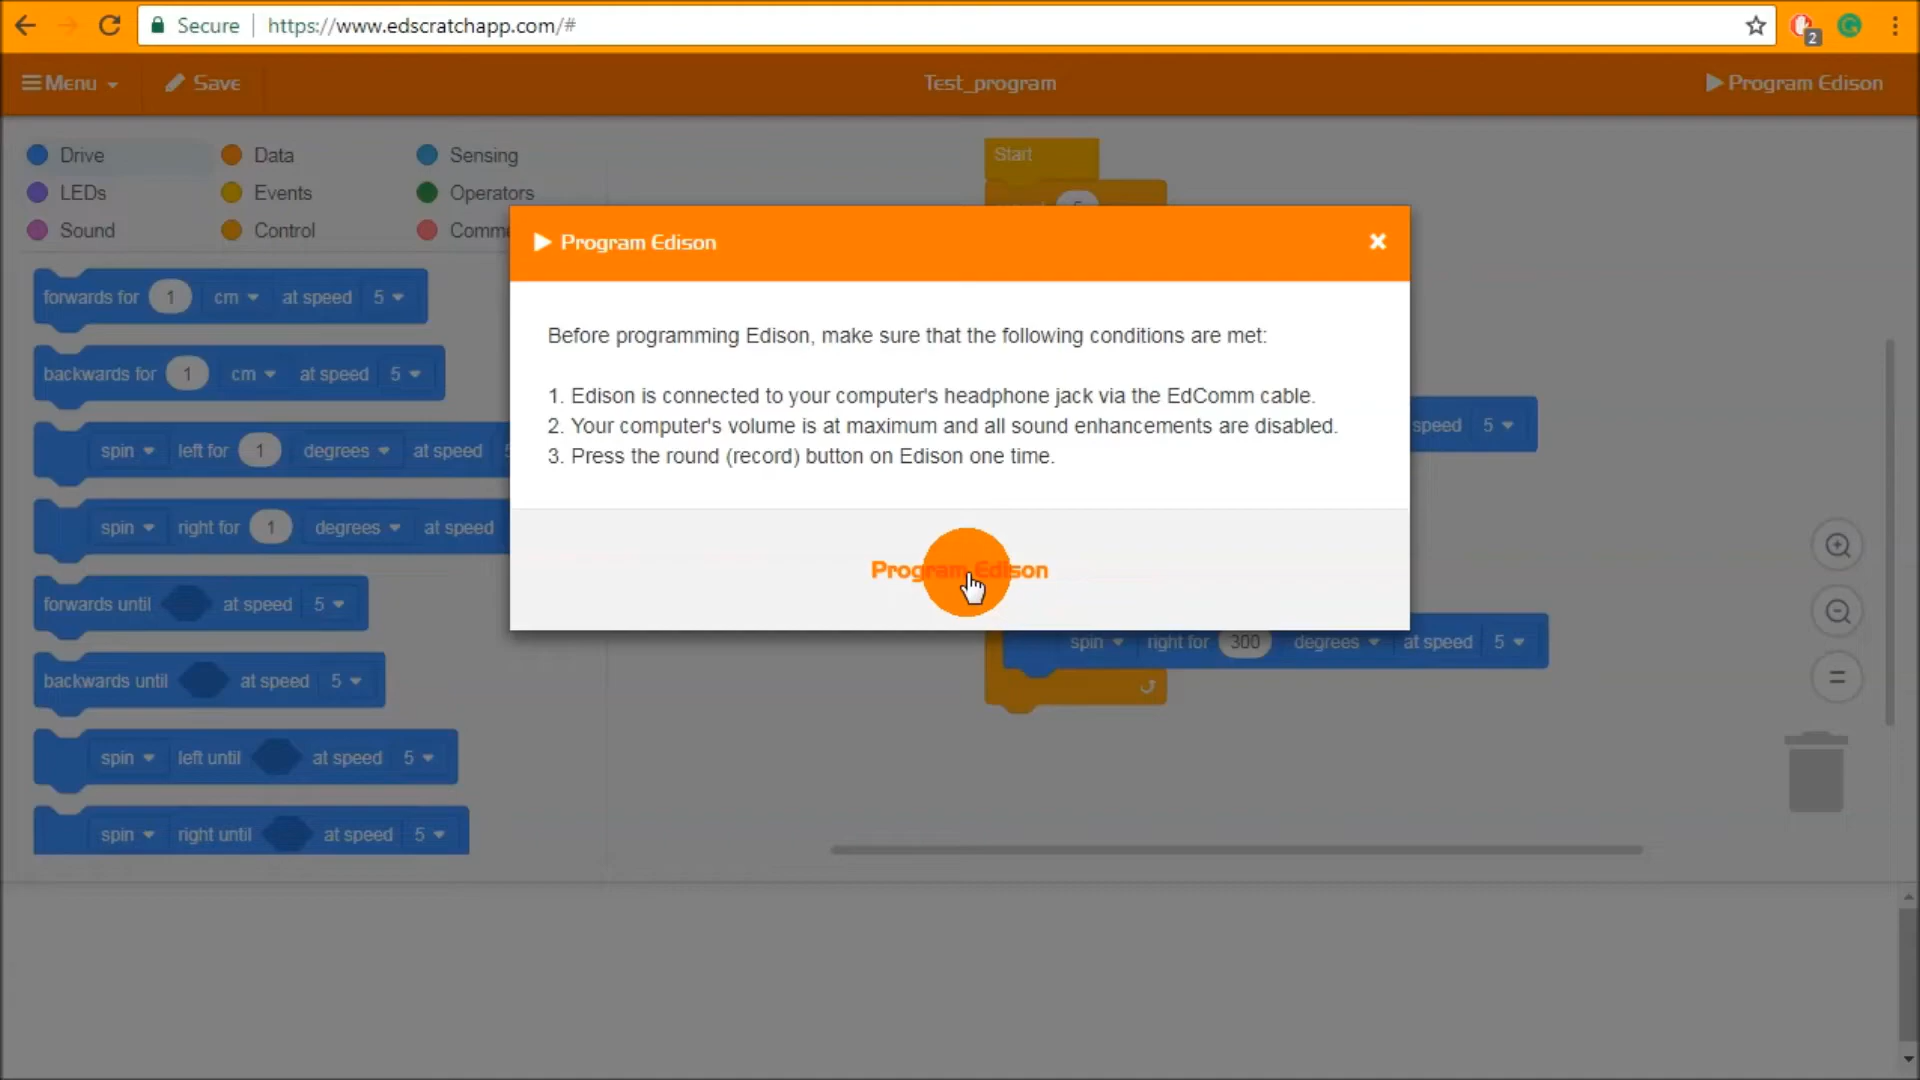 Secure https://www.edscratchapp.com/#
2
Menu Save Test_program Program Edison
Drive Data Sensing
LEDs Events Operators
Sound Control Comm
Start
forwards for 1 cm at speed 5
backwards for 1 cm at speed 5
spin left for 1 degrees at speed
spin right for 1 degrees at speed
forwards until at speed 5
backwards until at speed 5
spin left until at speed 5
spin right until at speed 5
Program Edison
Before programming Edison, make sure that the following conditions are met:
1. Edison is connected to your computer's headphone jack via the EdComm cable.
2. Your computer's volume is at maximum and all sound enhancements are disabled.
3. Press the round (record) button on Edison one time.
Program Edison
speed 5
spin right for 300 degrees at speed 5